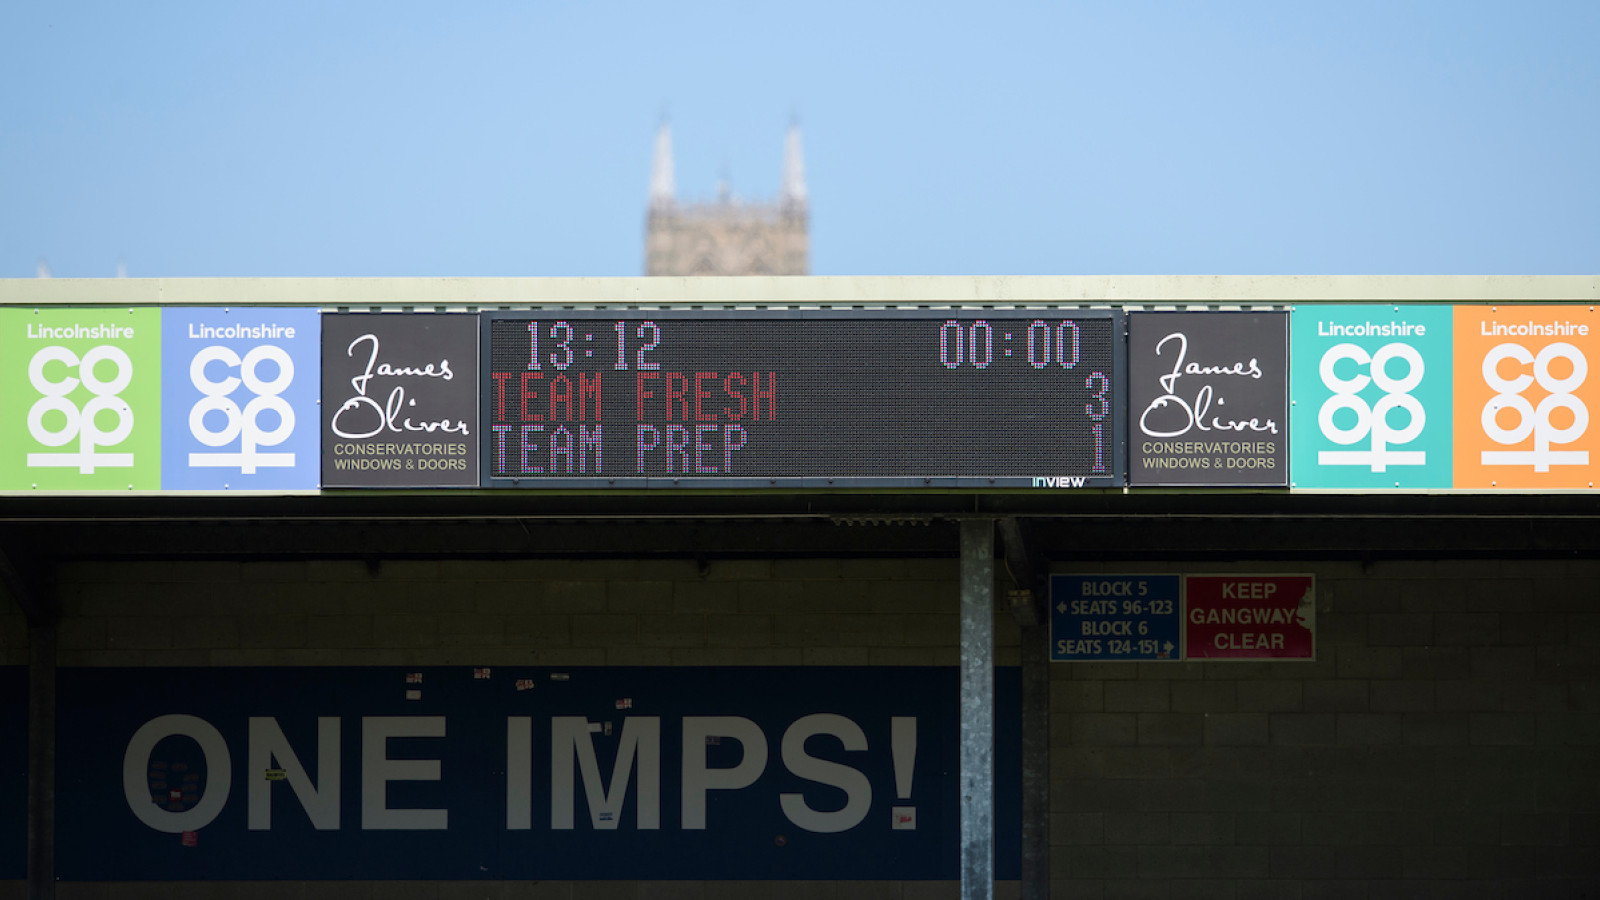 Lincolnshire
co
op
Lincolnshire
co
op
James
Oliver
CONSERVATORIES
WINDOWS & DOORS
13:12 00:00
TEAM FRESH 3
TEAM PREP 1
inVIEW
James
Oliver
CONSERVATORIES
WINDOWS & DOORS
Lincolnshire
co
op
Lincolnshire
co
op
BLOCK 5
SEATS 96-123
BLOCK 6
SEATS 124-151
KEEP
GANGWAYS
CLEAR
ONE IMPS!